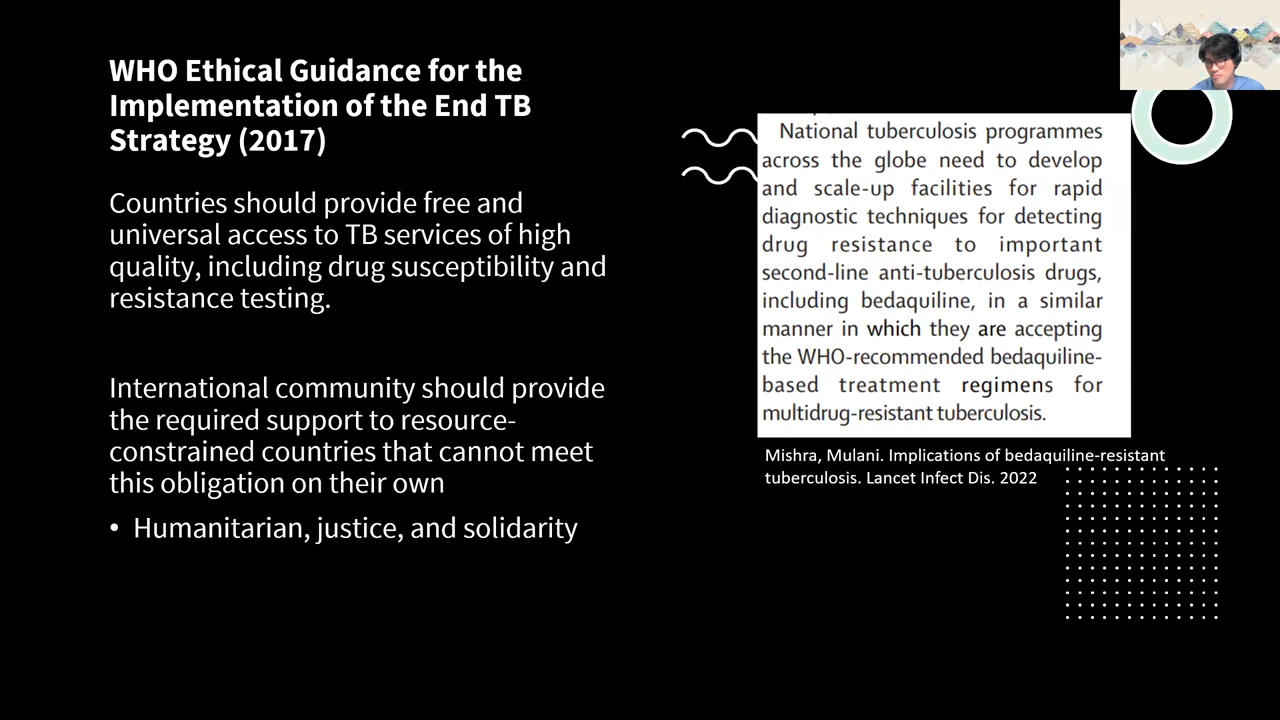 WHO Ethical Guidance for the
Implementation of the End TB
Strategy (2017)
Countries should provide free and
universal access to TB services of high
quality, including drug susceptibility and
resistance testing.
International community should provide
the required support to resource-
constrained countries that cannot meet
this obligation on their own
• Humanitarian, justice, and solidarity
National tuberculosis programmes
across the globe need to develop
and scale-up facilities for rapid
diagnostic techniques for detecting
drug resistance to important
second-line anti-tuberculosis drugs,
including bedaquiline, in a similar
manner in which they are accepting
the WHO-recommended bedaquiline-
based treatment regimens for
multidrug-resistant tuberculosis.
Mishra, Mulani. Implications of bedaquiline-resistant
tuberculosis. Lancet Infect Dis. 2022